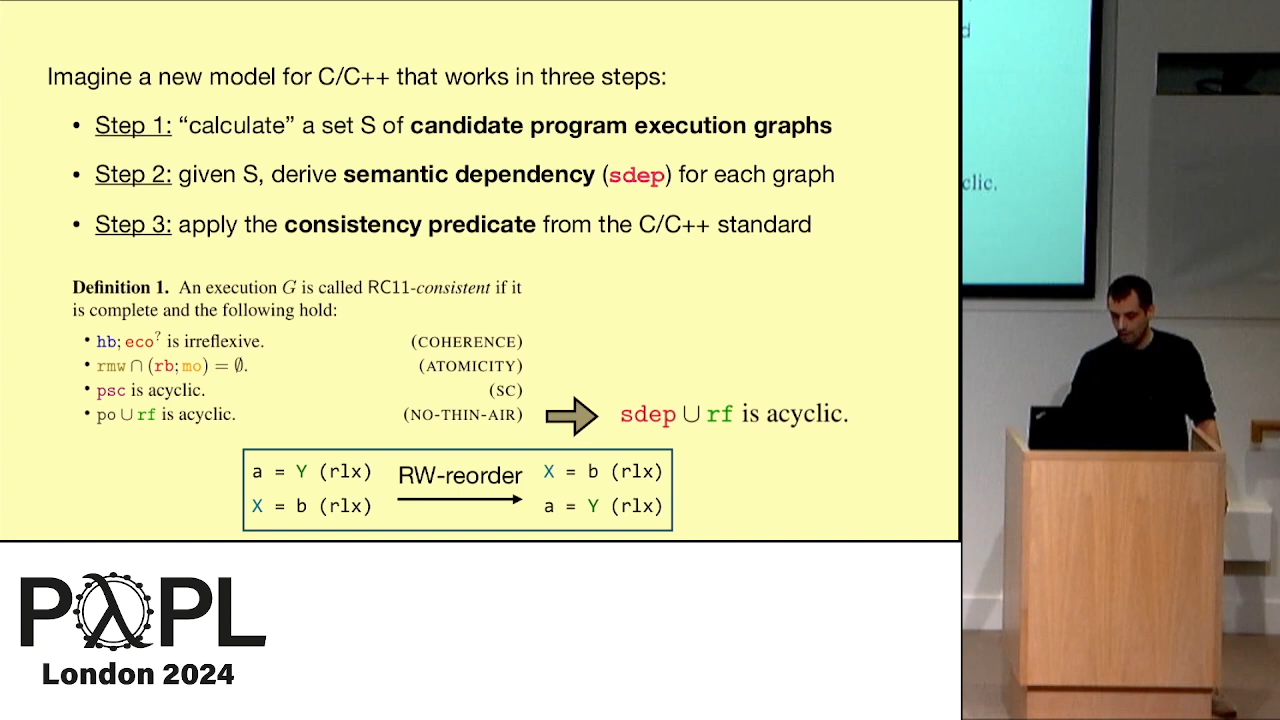 Imagine a new model for C/C++ that works in three steps:
• Step 1: “calculate” a set S of candidate program execution graphs
• Step 2: given S, derive semantic dependency (sdep) for each graph
• Step 3: apply the consistency predicate from the C/C++ standard
Definition 1. An execution G is called RC11-consistent if it
is complete and the following hold:
• hb; eco? is irreflexive. (COHERENCE)
• rmw ∩ (rb; mo) = ∅. (ATOMICITY)
• psc is acyclic. (SC)
• po ∪ rf is acyclic. (NO-THIN-AIR) sdep ∪ rf is acyclic.
a = Y (rlx) RW-reorder X = b (rlx)
X = b (rlx) a = Y (rlx)
PλPL
London 2024
clic.